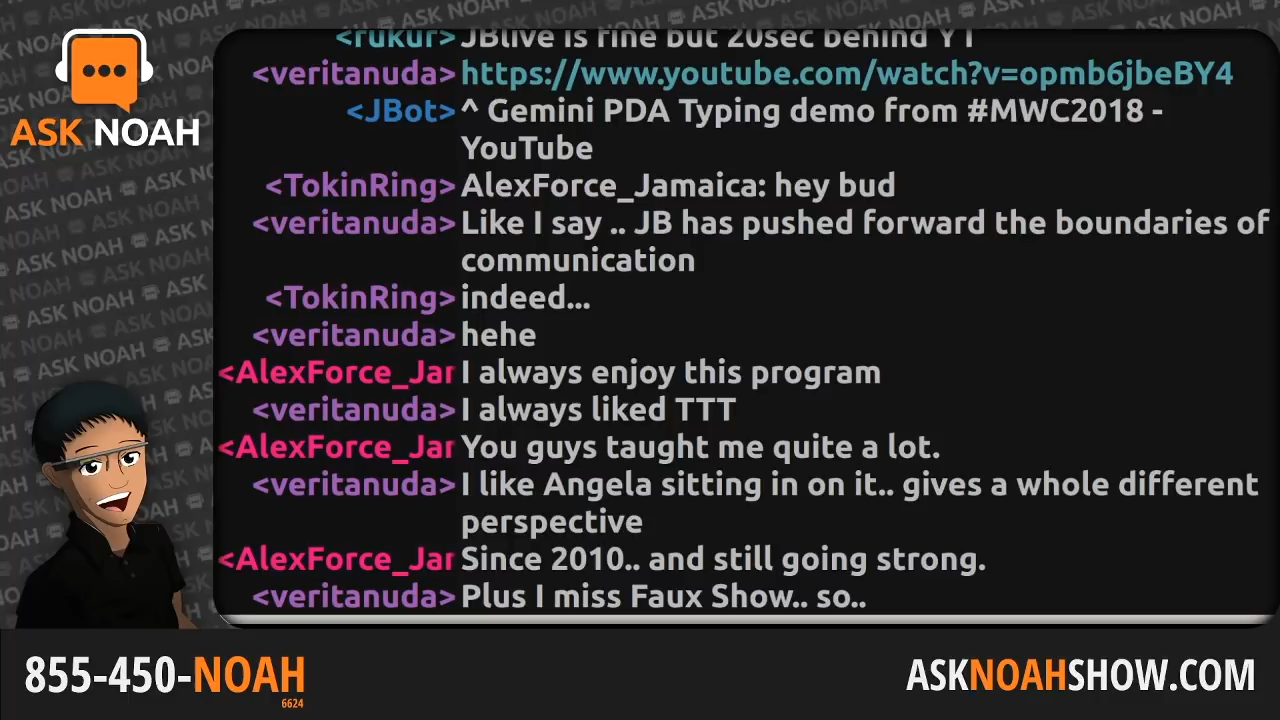 ASK NOAH
<rukur> JBlive is fine but 20sec behind YT
<veritanuda> https://www.youtube.com/watch?v=opmb6jbeBY4
<JBot> ^ Gemini PDA Typing demo from #MWC2018 -
YouTube
<TokinRing> AlexForce_Jamaica: hey bud
<veritanuda> Like I say .. JB has pushed forward the boundaries of
communication
<TokinRing> indeed...
<veritanuda> hehe
<AlexForce_Jar I always enjoy this program
<veritanuda> I always liked TTT
<AlexForce_Jar You guys taught me quite a lot.
<veritanuda> I like Angela sitting in on it.. gives a whole different
perspective
<AlexForce_Jar Since 2010.. and still going strong.
<veritanuda> Plus I miss Faux Show.. so..
855-450-NOAH
6624
ASKNOAHSHOW.COM